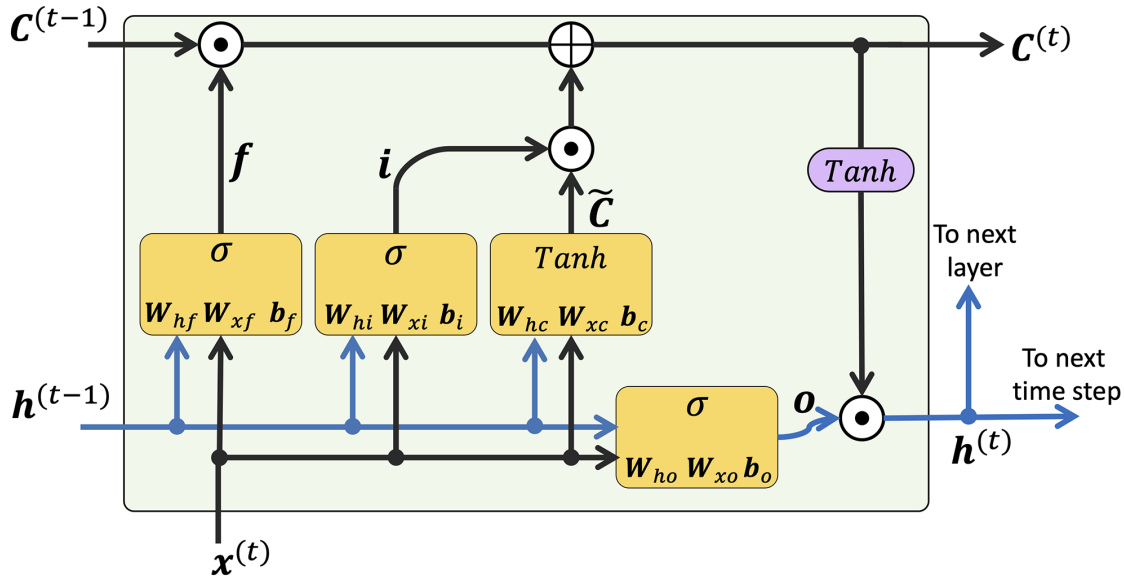 C^(t−1)
C^(t)
f
i
C̃
Tanh
σ
W_hf W_xf b_f
σ
W_hi W_xi b_i
Tanh
W_hc W_xc b_c
To next
layer
To next
time step
h^(t−1)
σ
W_ho W_xo b_o
o
h^(t)
x^(t)